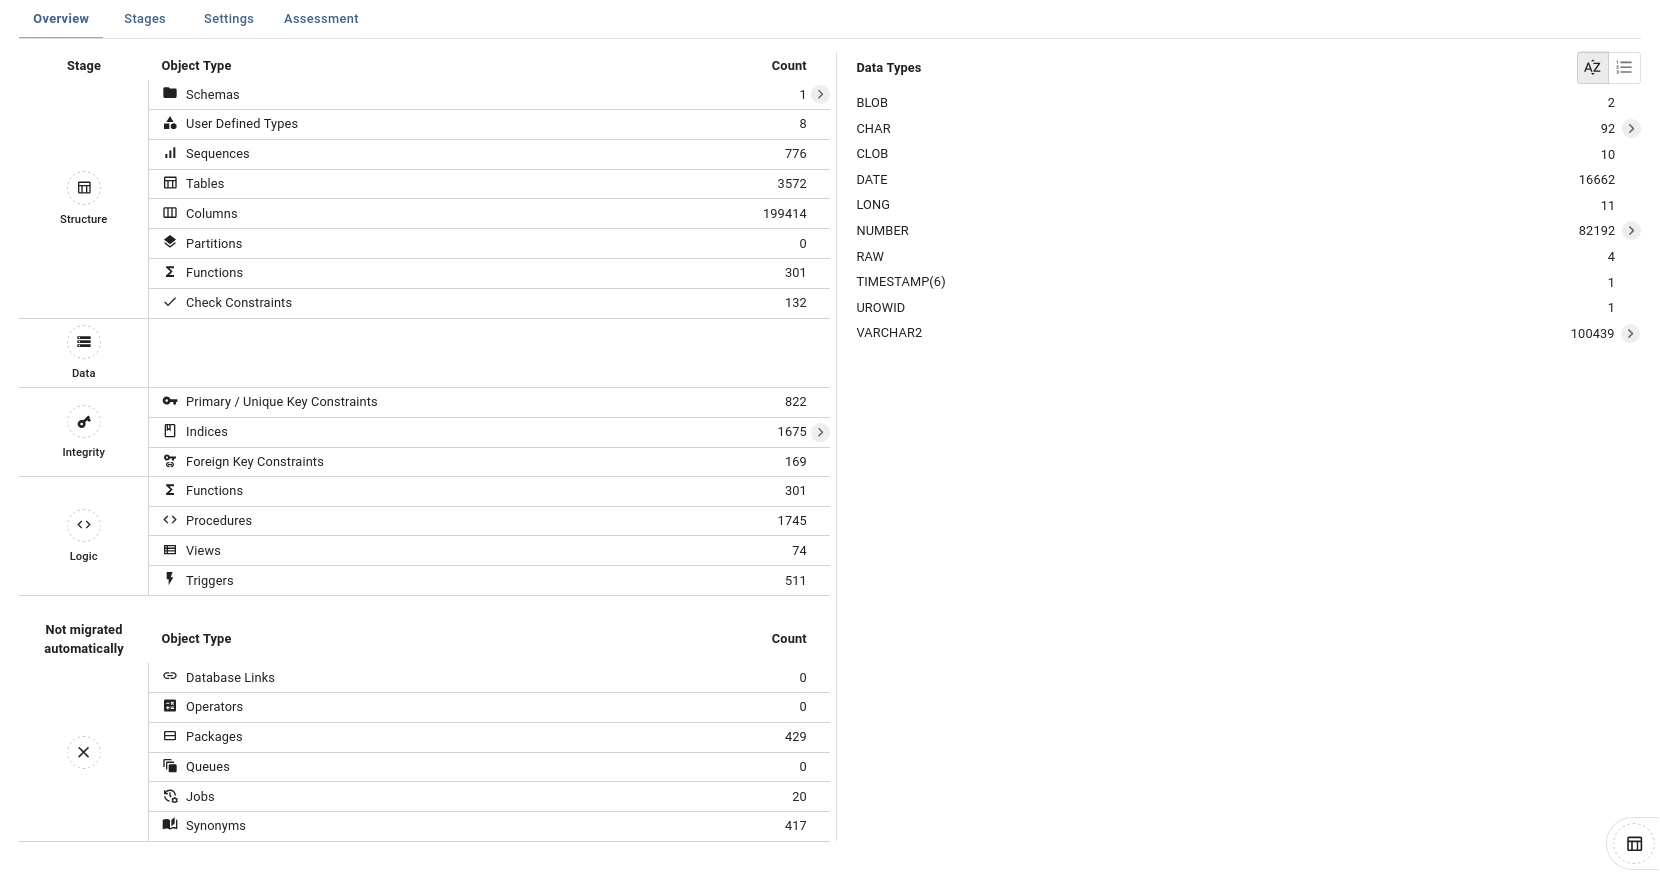 Overview Stages Settings Assessment
Stage Object Type Count
Schemas 1
User Defined Types 8
Sequences 776
Tables 3572
Structure
Columns 199414
Partitions 0
Functions 301
Check Constraints 132
Data
Primary / Unique Key Constraints 822
Indices 1675
Integrity
Foreign Key Constraints 169
Functions 301
Procedures 1745
Logic
Views 74
Triggers 511
Not migrated
automatically
Object Type Count
Database Links 0
Operators 0
Packages 429
Queues 0
Jobs 20
Synonyms 417
Data Types
AZ
BLOB 2
CHAR 92
CLOB 10
DATE 16662
LONG 11
NUMBER 82192
RAW 4
TIMESTAMP(6) 1
UROWID 1
VARCHAR2 100439